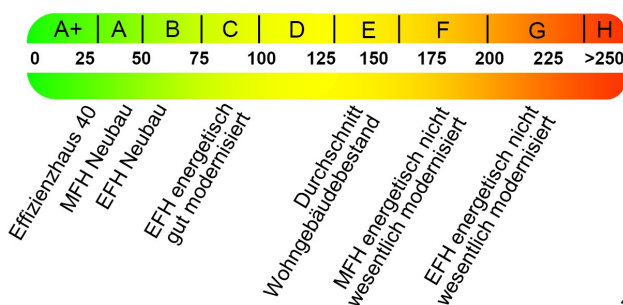 A+ A B C D E F G H
0 25 50 75 100 125 150 175 200 225 >250
Effizienzhaus 40
MFH Neubau
EFH Neubau
EFH energetisch
gut modernisiert
Durchschnitt
Wohngebäudebestand
MFH energetisch nicht
wesentlich modernisiert
EFH energetisch nicht
wesentlich modernisiert